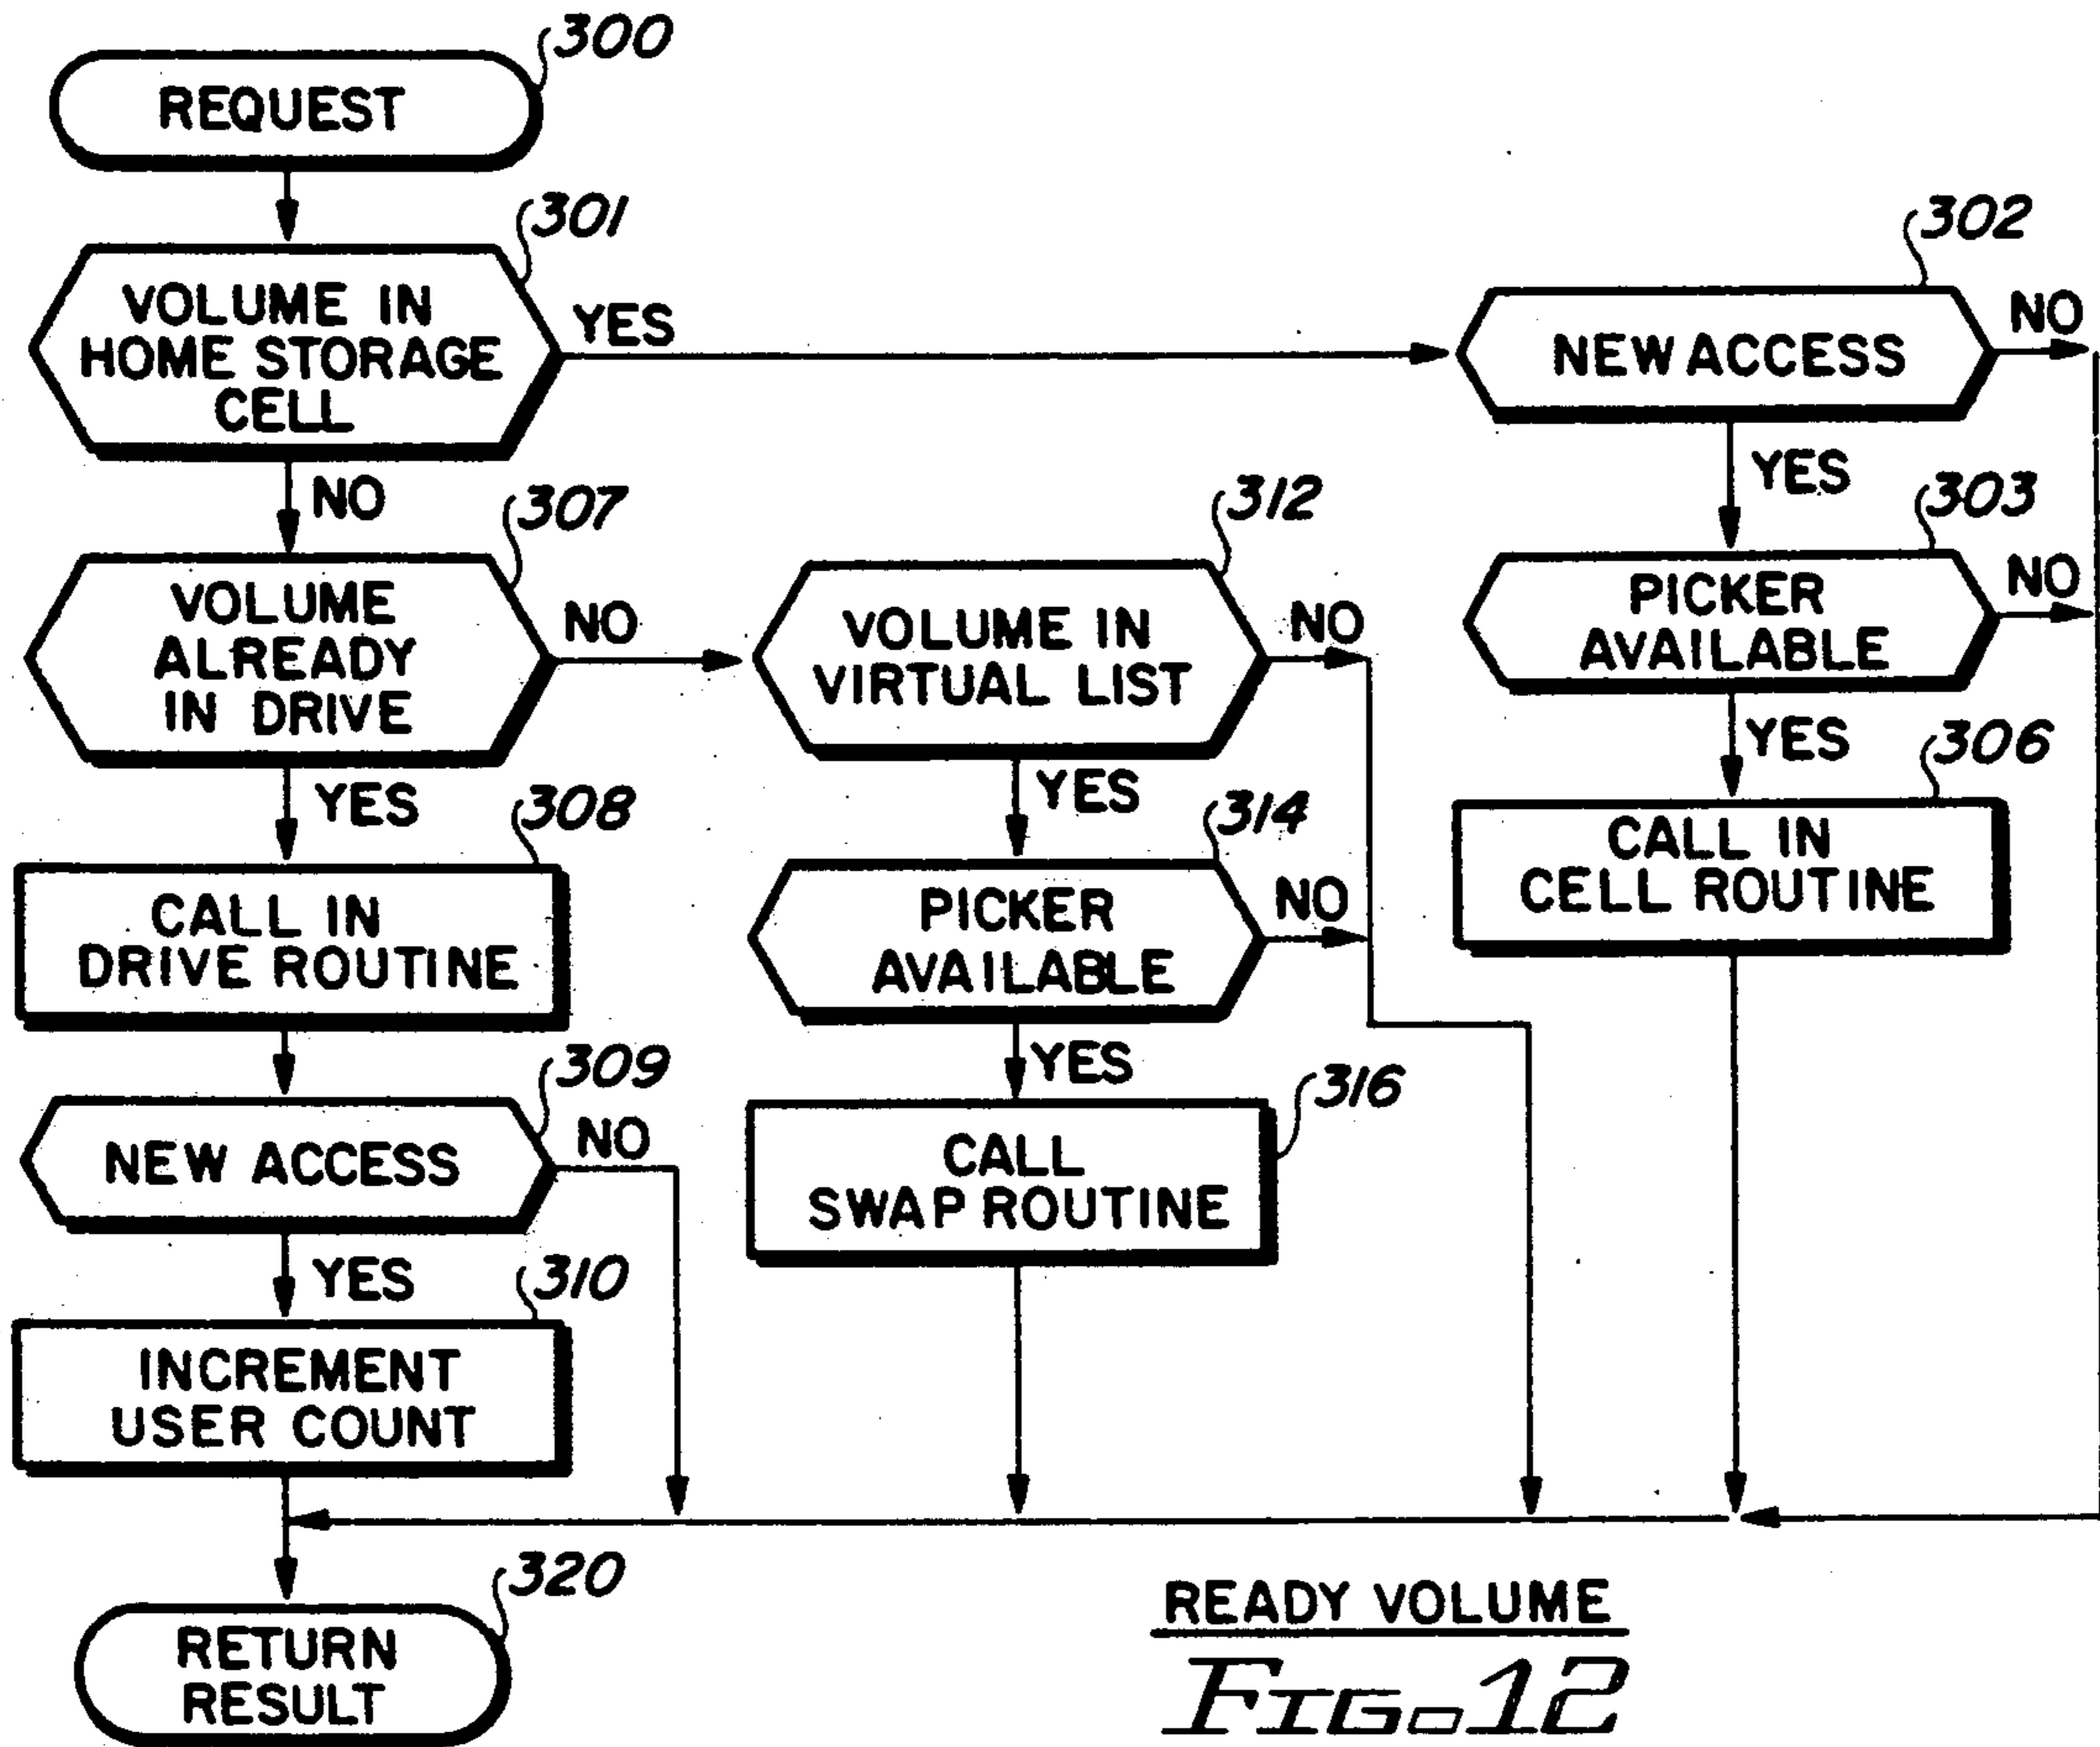 300
REQUEST
301
VOLUME IN
HOME STORAGE
CELL
YES
302
NEW ACCESS
NO
NO
YES
307
VOLUME
ALREADY
IN DRIVE
NO
312
VOLUME IN
VIRTUAL LIST
NO
303
PICKER
AVAILABLE
NO
YES
YES
YES
308
CALL IN
DRIVE ROUTINE
314
PICKER
AVAILABLE
NO
306
CALL IN
CELL ROUTINE
YES
309
NEW ACCESS
NO
316
CALL
SWAP ROUTINE
YES
310
INCREMENT
USER COUNT
320
RETURN
RESULT
READY VOLUME
FIG. 12